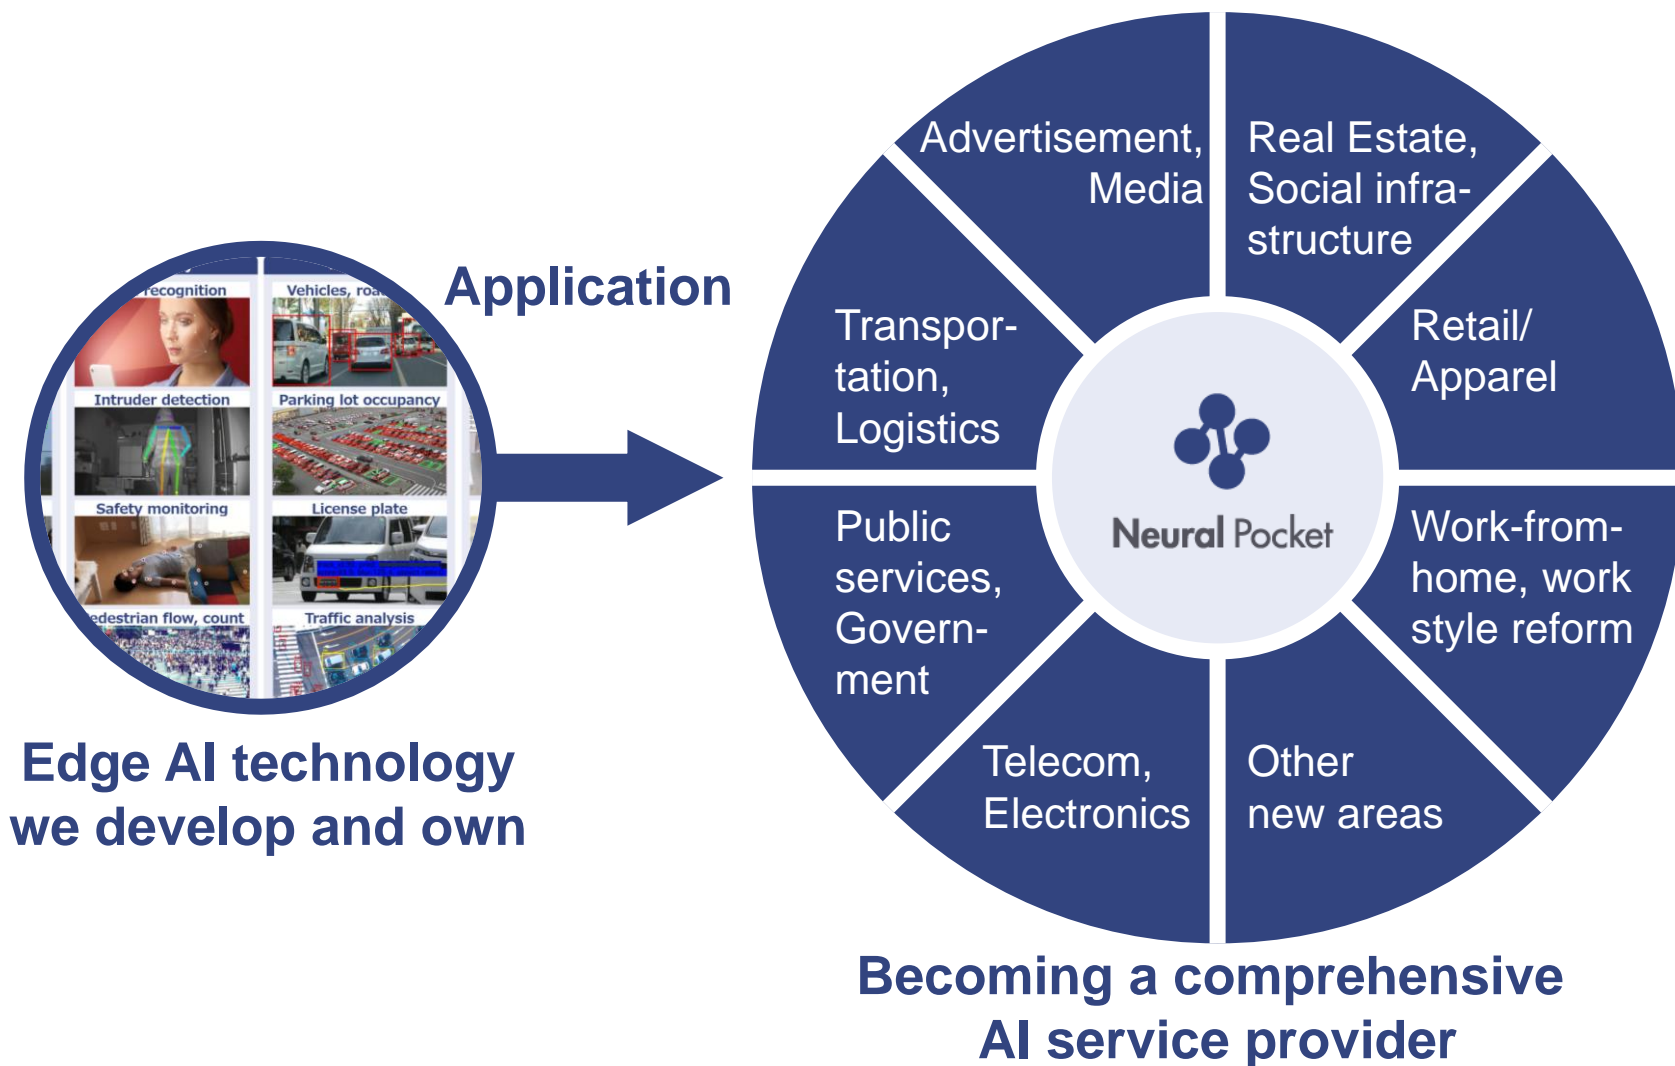 recognition
Vehicles, roa
Intruder detection
Parking lot occupancy
Safety monitoring
License plate
edestrian flow, count
Traffic analysis
Edge AI technology
we develop and own
Application
Advertisement,
Media
Real Estate,
Social infra-
structure
Retail/
Apparel
Work-from-
home, work
style reform
Other
new areas
Telecom,
Electronics
Public
services,
Govern-
ment
Transpor-
tation,
Logistics
Neural Pocket
Becoming a comprehensive
AI service provider